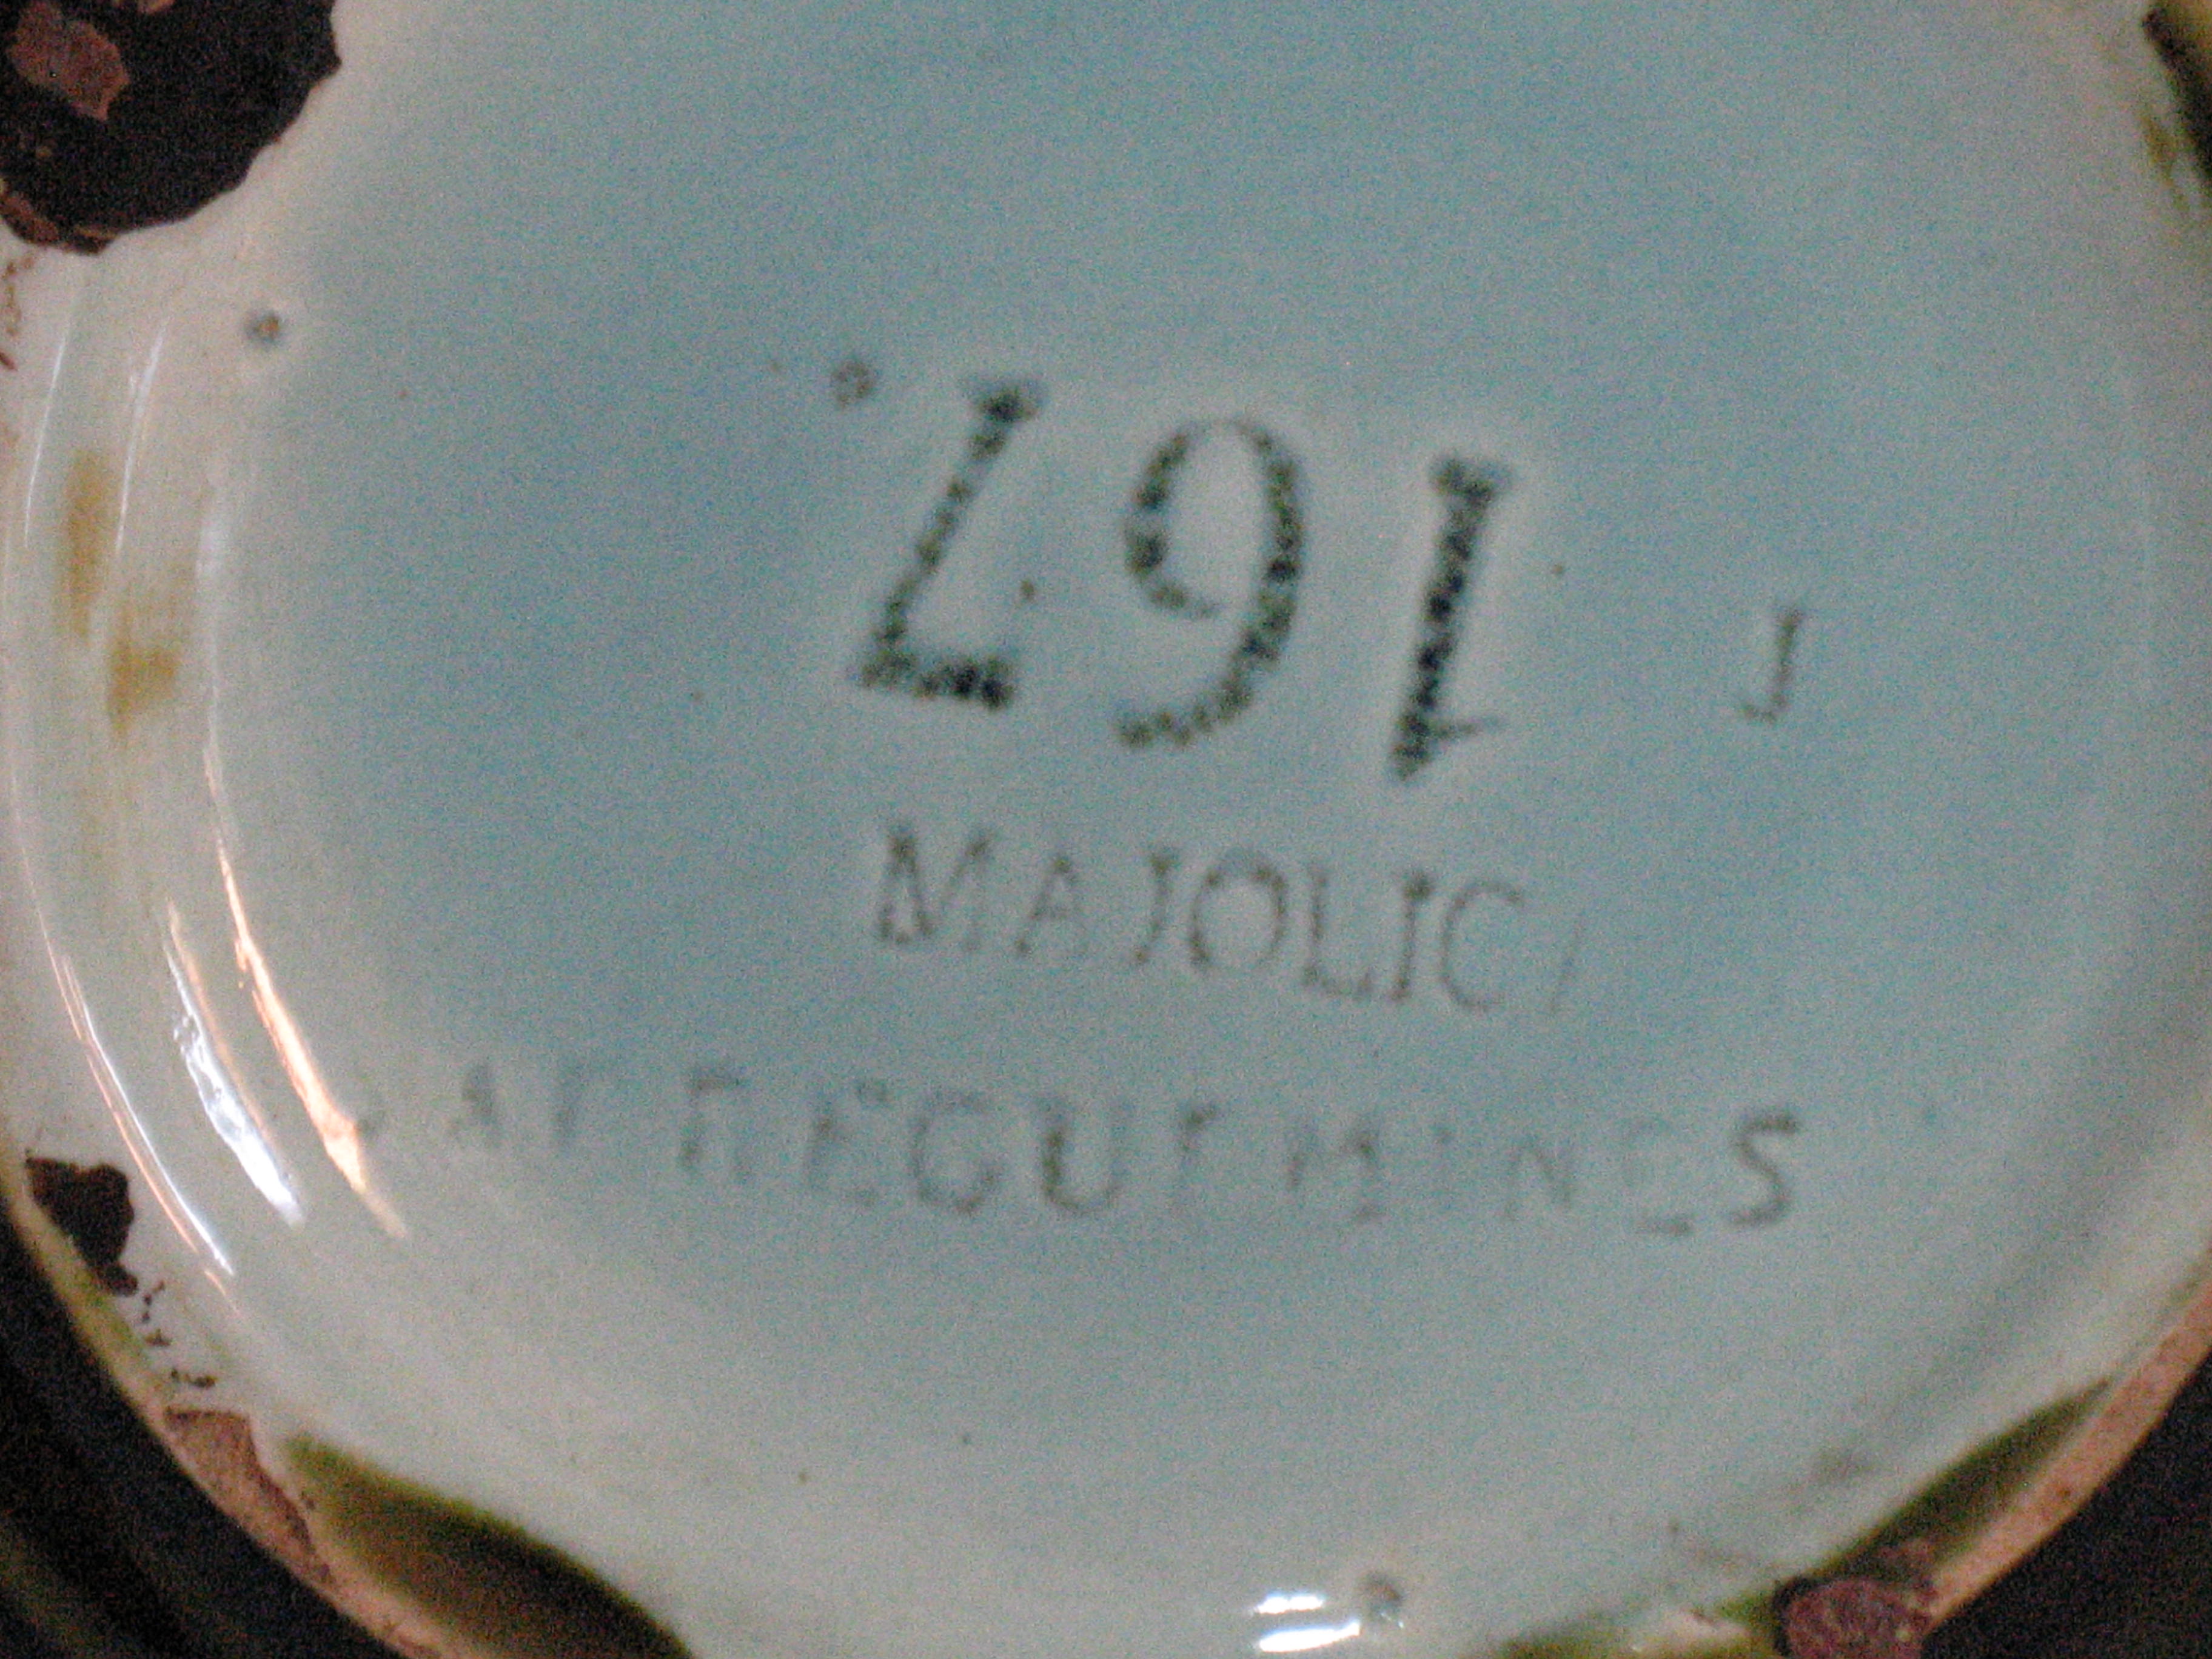 167
J
MAJOLICA
SARREGUEMINES